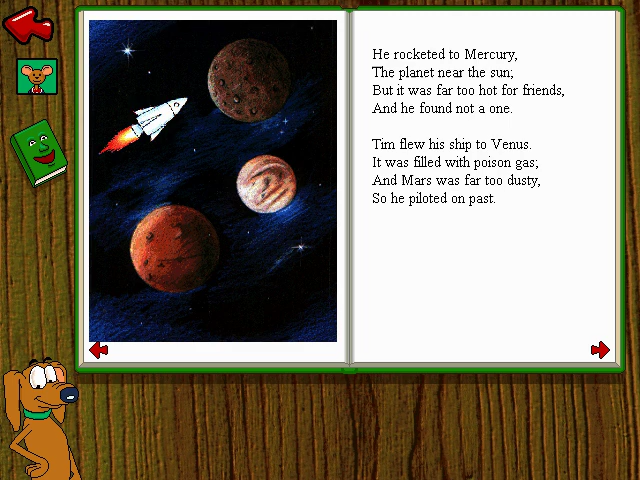 He rocketed to Mercury,
The planet near the sun;
But it was far too hot for friends,
And he found not a one.
Tim flew his ship to Venus.
It was filled with poison gas;
And Mars was far too dusty,
So he piloted on past.